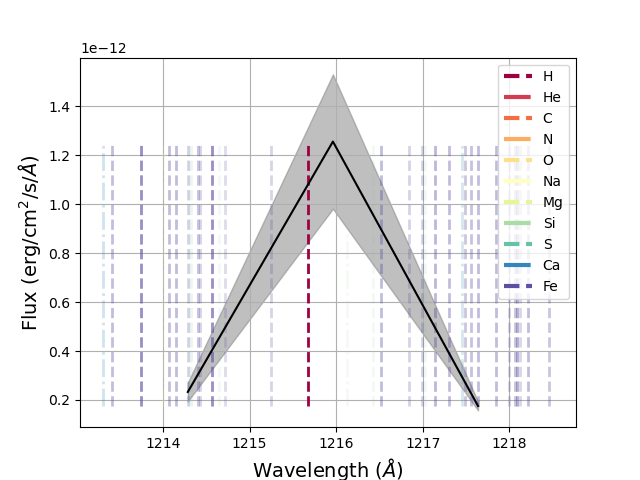 1e−12
1.4
1.2
1.0
0.8
0.6
0.4
0.2
Flux (erg/cm²/s/Å)
1214 1215 1216 1217 1218
Wavelength (Å)
H
He
C
N
O
Na
Mg
Si
S
Ca
Fe